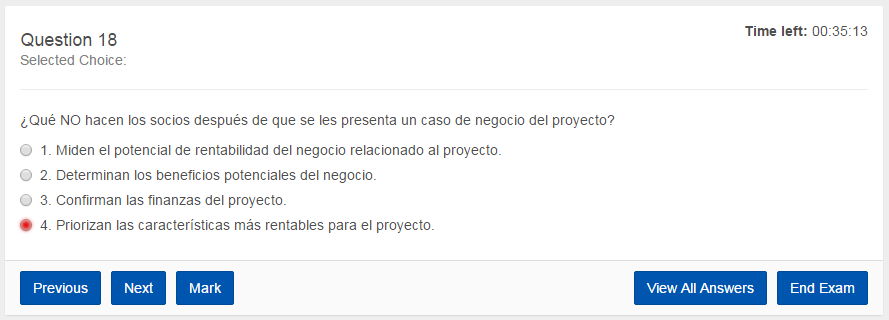 Question 18
Time left: 00:35:13
Selected Choice:
¿Qué NO hacen los socios después de que se les presenta un caso de negocio del proyecto?
1. Miden el potencial de rentabilidad del negocio relacionado al proyecto.
2. Determinan los beneficios potenciales del negocio.
3. Confirman las finanzas del proyecto.
4. Priorizan las características más rentables para el proyecto.
Previous Next Mark View All Answers End Exam